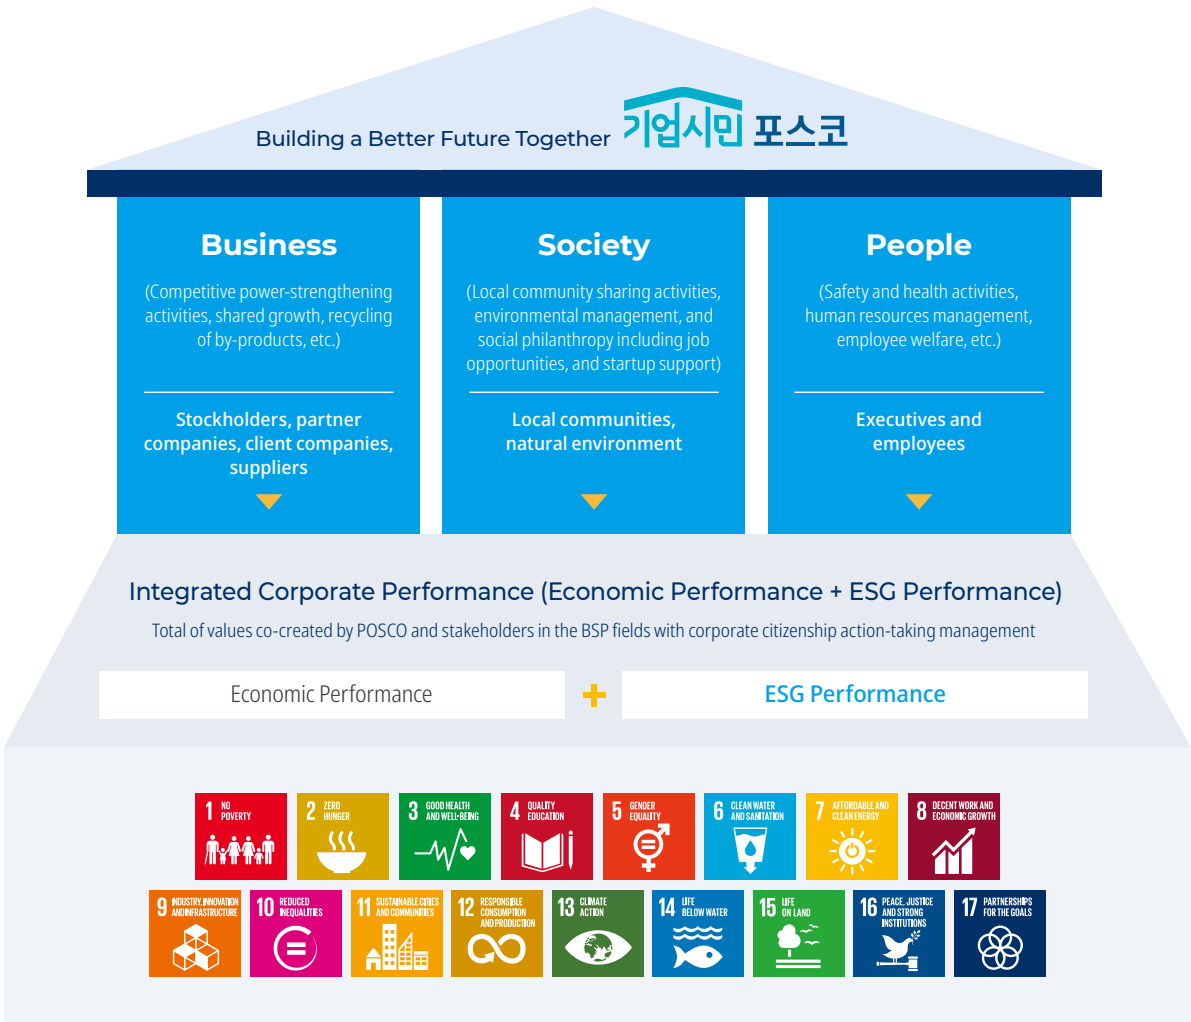 Building a Better Future Together 기업시민 포스코
Business
(Competitive power-strengthening
activities, shared growth, recycling
of by-products, etc.)
Stockholders, partner
companies, client companies,
suppliers
Society
(Local community sharing activities,
environmental management, and
social philanthropy including job
opportunities, and startup support)
Local communities,
natural environment
People
(Safety and health activities,
human resources management,
employee welfare, etc.)
Executives and
employees
Integrated Corporate Performance (Economic Performance + ESG Performance)
Total of values co-created by POSCO and stakeholders in the BSP fields with corporate citizenship action-taking management
Economic Performance + ESG Performance
1 NO
POVERTY
2 ZERO
HUNGER
3 GOOD HEALTH
AND WELL-BEING
4 QUALITY
EDUCATION
5 GENDER
EQUALITY
6 CLEAN WATER
AND SANITATION
7 AFFORDABLE AND
CLEAN ENERGY
8 DECENT WORK AND
ECONOMIC GROWTH
9 INDUSTRY, INNOVATION
AND INFRASTRUCTURE
10 REDUCED
INEQUALITIES
11 SUSTAINABLE CITIES
AND COMMUNITIES
12 RESPONSIBLE
CONSUMPTION
AND PRODUCTION
13 CLIMATE
ACTION
14 LIFE
BELOW WATER
15 LIFE
ON LAND
16 PEACE, JUSTICE
AND STRONG
INSTITUTIONS
17 PARTNERSHIPS
FOR THE GOALS